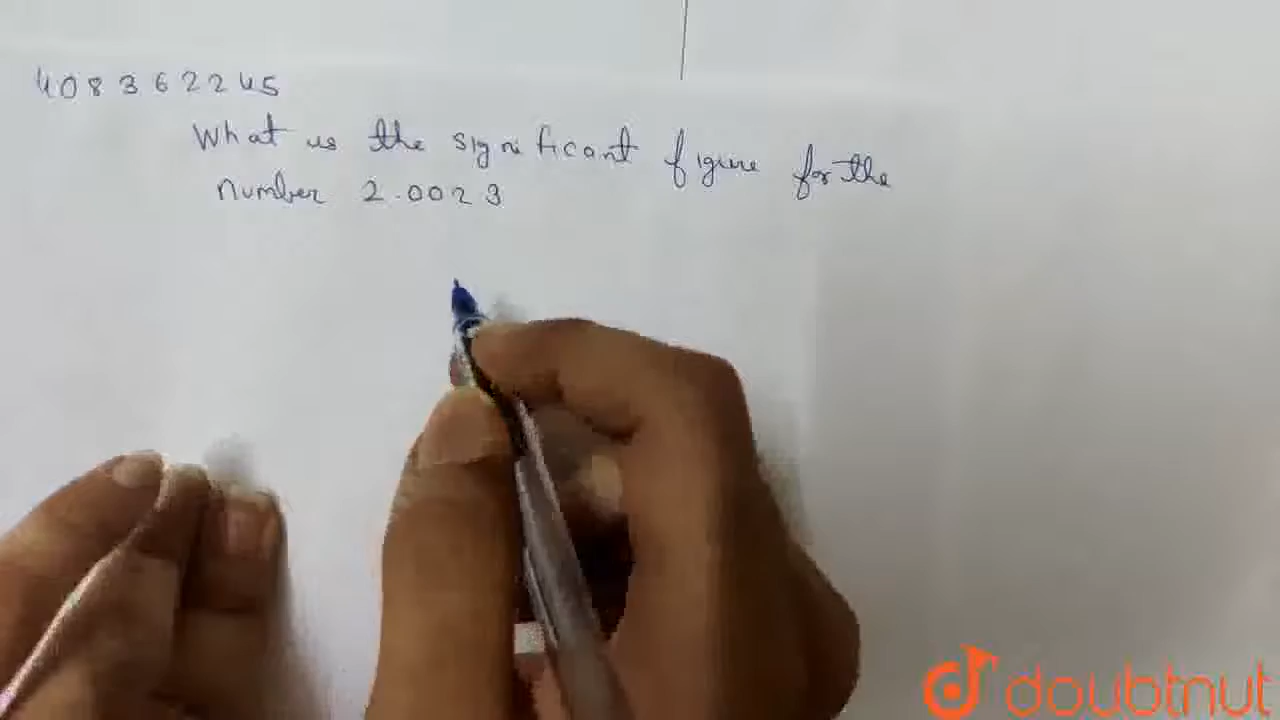 408362245
What is the significant figure for the
number 2.0023
doubtnut